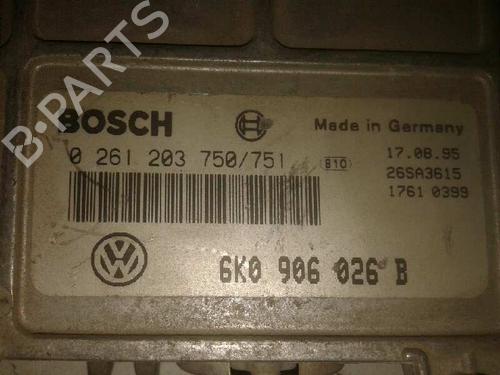 B-PARTS
BOSCH
Made in Germany
0 261 203 750/751
B10
17.08.95
26SA3615
1761 0399
6K0 906 026 B